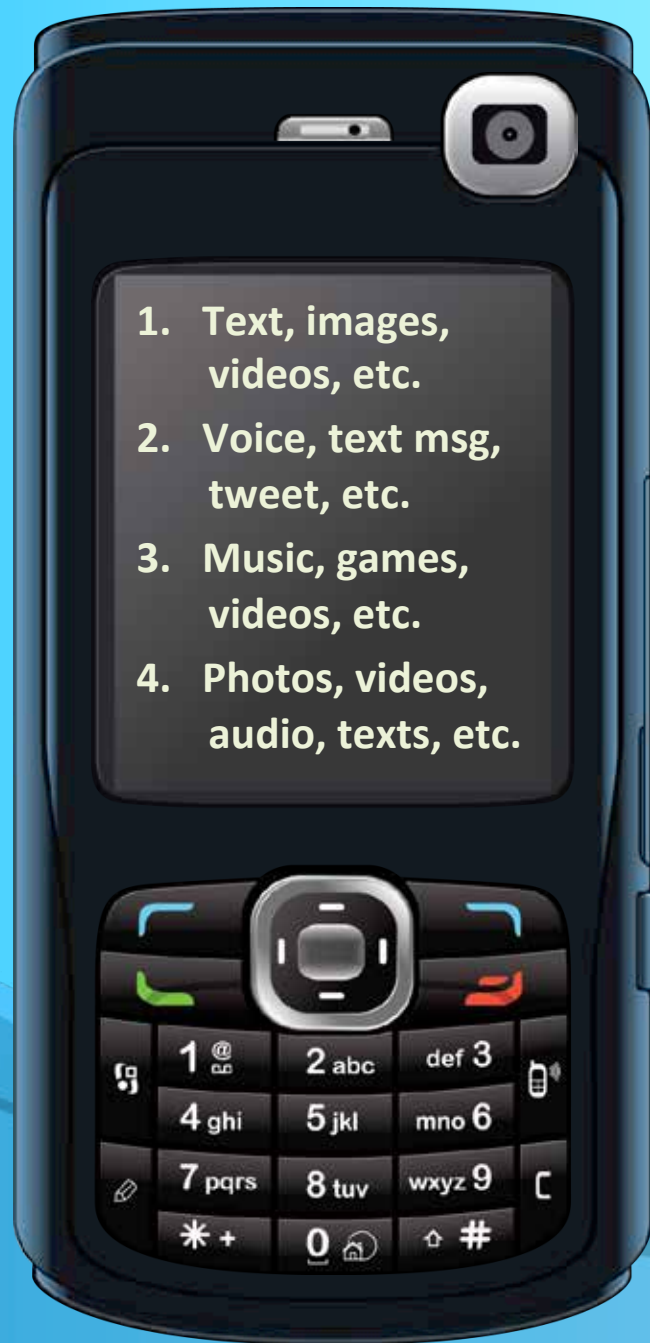 1. Text, images,
videos, etc.
2. Voice, text msg,
tweet, etc.
3. Music, games,
videos, etc.
4. Photos, videos,
audio, texts, etc.
1 @
2 abc
def 3
4 ghi
5 jkl
mno 6
7 pqrs
8 tuv
wxyz 9
* +
0
#